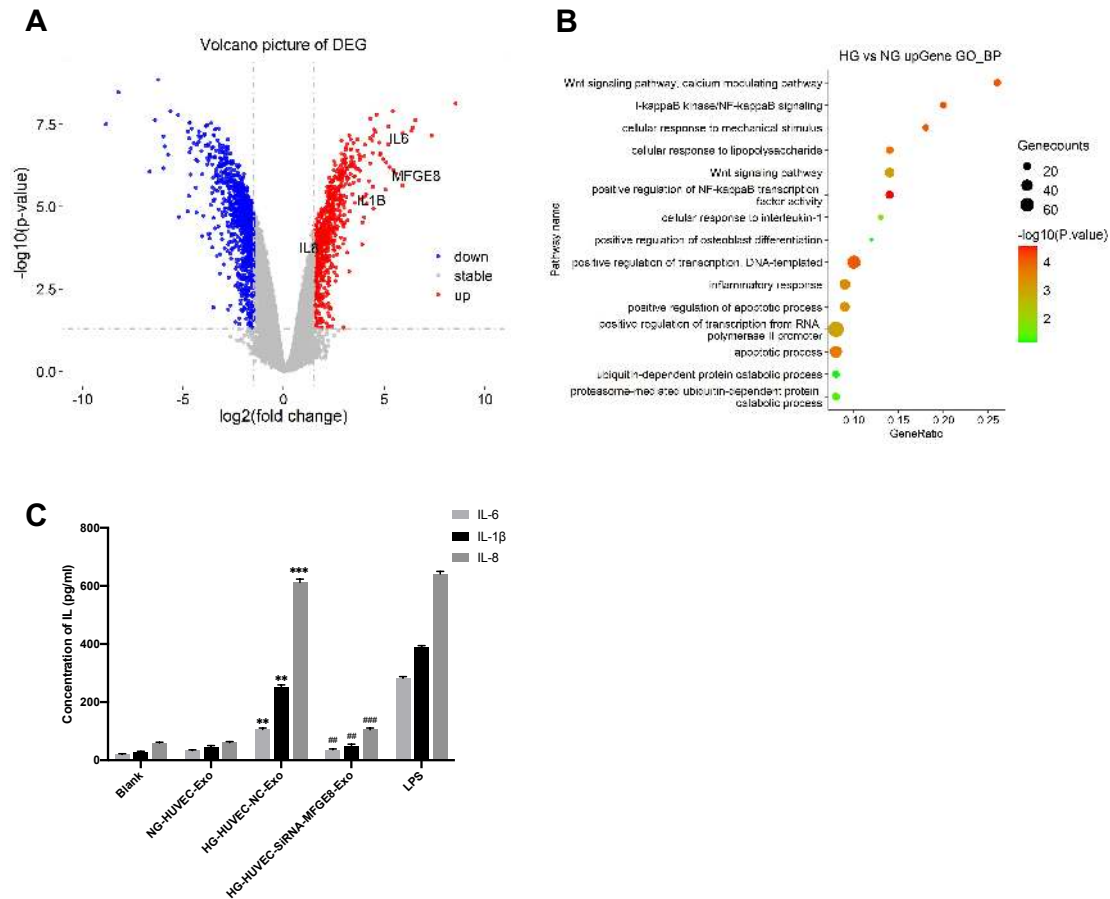 A
Volcano picture of DEG
-log10(p-value)
7.5
5.0
2.5
0.0
IL6
MFGE8
IL1B
IL8
down
stable
up
-10
-5
0
5
10
log2(fold change)
B
HG vs NG upGene GO_BP
Pathway name
Wnt signaling pathway, calcium modulating pathway
I-kappaB kinase/NF-kappaB signaling
cellular response to mechanical stimulus
cellular response to lipopolysaccharide
Wnt signaling pathway
positive regulation of NF-kappaB transcription
factor activity
cellular response to interleukin-1
positive regulation of osteoblast differentiation
positive regulation of transcription, DNA-templated
inflammatory response
positive regulation of apoptotic process
positive regulation of transcription from RNA
polymerase II promoter
apoptotic process
ubiquitin-dependent protein catabolic process
proteasome-mediated ubiquitin-dependent protein
catabolic process
0.10
0.15
0.20
0.25
GeneRatio
Genecounts
20
40
60
-log10(P.value)
4
3
2
C
Concentration of IL (pg/ml)
800
600
400
200
0
IL-6
IL-1β
IL-8
**
**
***
##
##
###
Blank
NG-HUVEC-Exo
HG-HUVEC-NC-Exo
HG-HUVEC-SiRNA-MFGE8-Exo
LPS